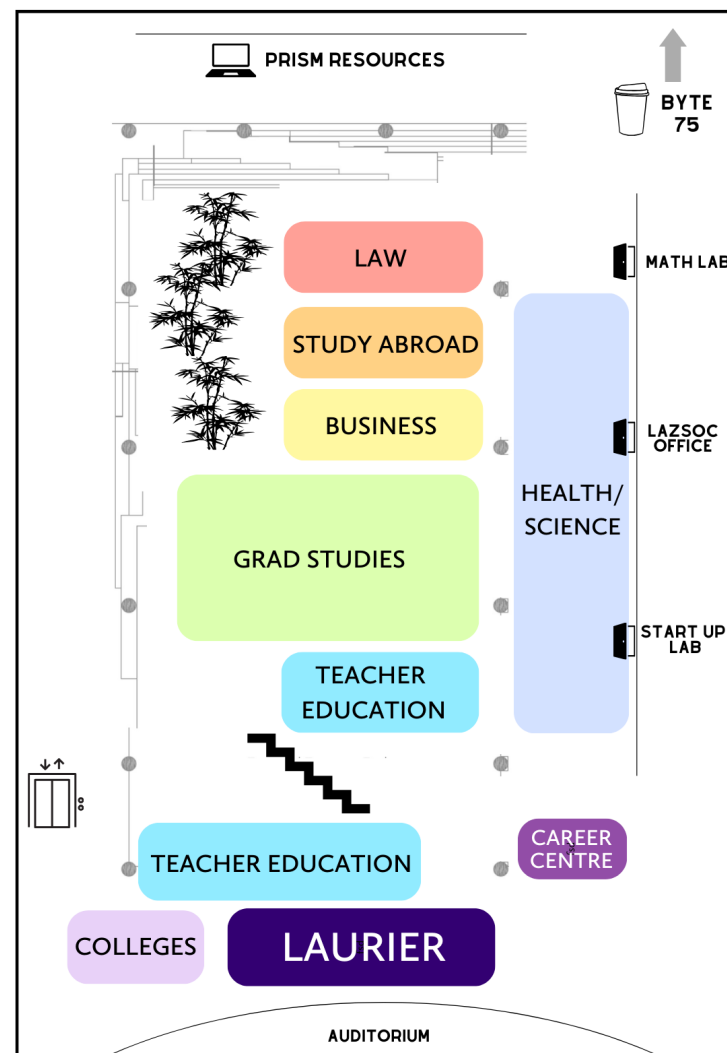 PRISM RESOURCES
BYTE
75
LAW
MATH LAB
STUDY ABROAD
BUSINESS
LAZSOC
OFFICE
HEALTH/
SCIENCE
GRAD STUDIES
START UP
LAB
TEACHER
EDUCATION
CAREER
CENTRE
TEACHER EDUCATION
COLLEGES
LAURIER
AUDITORIUM